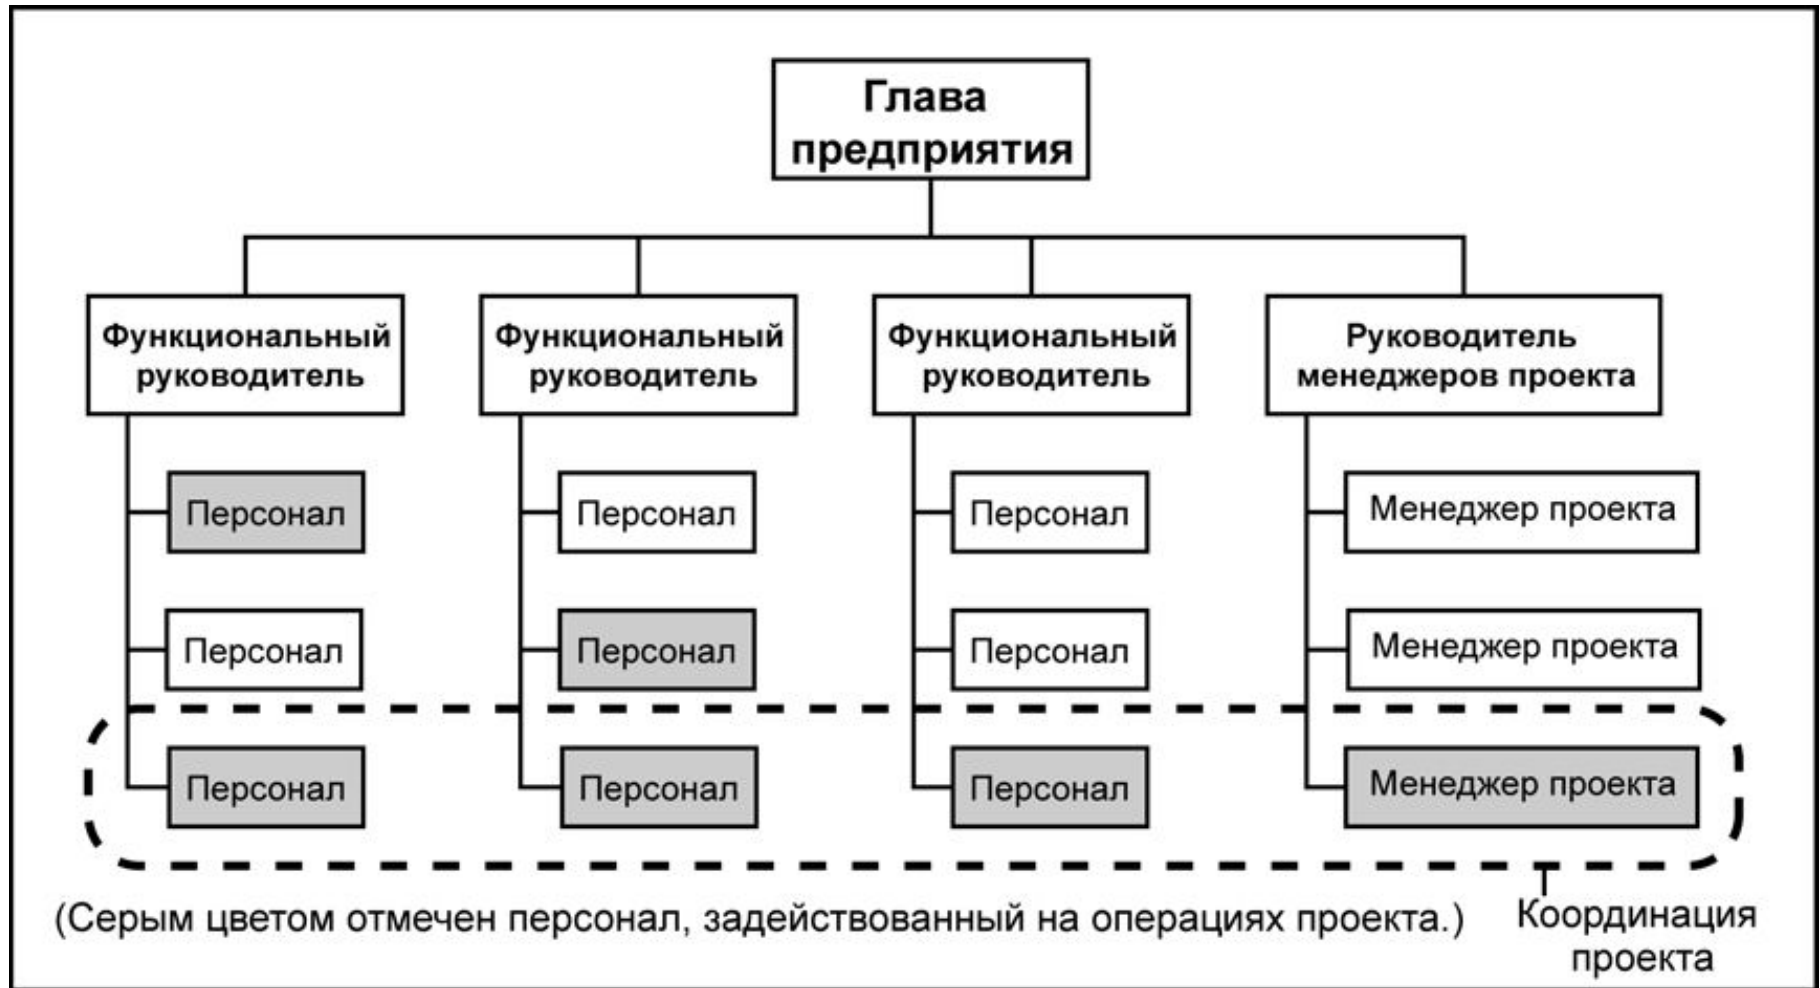 Глава
предприятия
Функциональный
руководитель
Функциональный
руководитель
Функциональный
руководитель
Руководитель
менеджеров проекта
Персонал
Персонал
Персонал
Менеджер проекта
Персонал
Персонал
Персонал
Менеджер проекта
Персонал
Персонал
Персонал
Менеджер проекта
(Серым цветом отмечен персонал, задействованный на операциях проекта.)
Координация
проекта